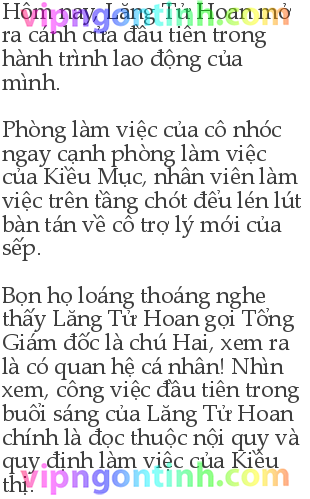 vipngontinh.com
Hôm nay, Lăng Tử Hoan mở
ra cánh cửa đầu tiên trong
hành trình lao động của
mình.
Phòng làm việc của cô nhóc
ngay cạnh phòng làm việc
của Kiều Mục, nhân viên làm
việc trên tầng chót đều lén lút
bàn tán về cô trợ lý mới của
sếp.
Bọn họ loáng thoáng nghe
thấy Lăng Tử Hoan gọi Tổng
Giám đốc là chú Hai, xem ra
là có quan hệ cá nhân! Nhìn
xem, công việc đầu tiên trong
buổi sáng của Lăng Tử Hoan
chính là đọc thuộc nội quy và
quy định làm việc của Kiều
thị.
vipngontinh.com